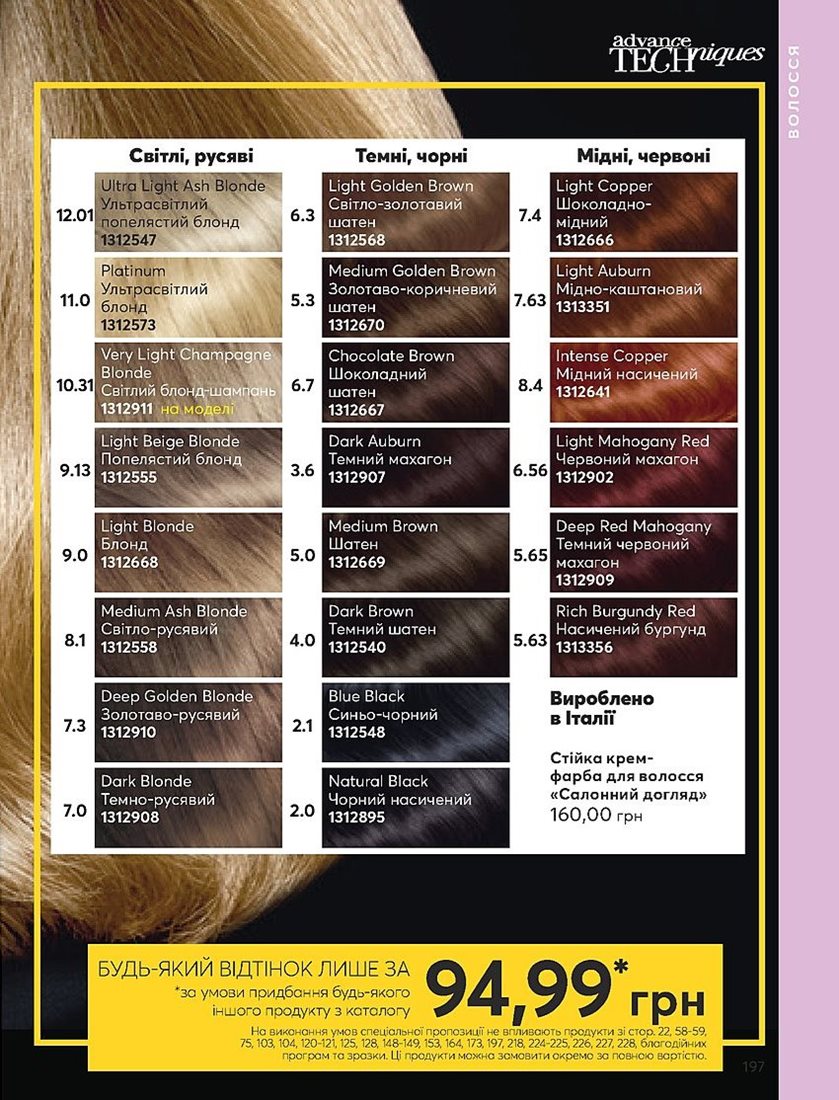 advance
TECHniques
ВОЛОССЯ
Світлі, русяві
12.01
Ultra Light Ash Blonde
Ультрасвітлий
попелястий блонд
1312547
11.0
Platinum
Ультрасвітлий
блонд
1312573
10.31
Very Light Champagne
Blonde
Світлий блонд-шампань
1312911 на моделі
9.13
Light Beige Blonde
Попелястий блонд
1312555
9.0
Light Blonde
Блонд
1312668
8.1
Medium Ash Blonde
Світло-русявий
1312558
7.3
Deep Golden Blonde
Золотаво-русявий
1312910
7.0
Dark Blonde
Темно-русявий
1312908
Темні, чорні
6.3
Light Golden Brown
Світло-золотавий
шатен
1312568
5.3
Medium Golden Brown
Золотаво-коричневий
шатен
1312670
6.7
Chocolate Brown
Шоколадний
шатен
1312667
3.6
Dark Auburn
Темний махагон
1312907
5.0
Medium Brown
Шатен
1312669
4.0
Dark Brown
Темний шатен
1312540
2.1
Blue Black
Синьо-чорний
1312548
2.0
Natural Black
Чорний насичений
1312895
Мідні, червоні
7.4
Light Copper
Шоколадно-
мідний
1312666
7.63
Light Auburn
Мідно-каштановий
1313351
8.4
Intense Copper
Мідний насичений
1312641
6.56
Light Mahogany Red
Червоний махагон
1312902
5.65
Deep Red Mahogany
Темний червоний
махагон
1312909
5.63
Rich Burgundy Red
Насичений бургунд
1313356
Вироблено
в Італії
Стійка крем-
фарба для волосся
«Салонний догляд»
160,00 грн
БУДЬ-ЯКИЙ ВІДТІНОК ЛИШЕ ЗА
*за умови придбання будь-якого
іншого продукту з каталогу
94,99* грн
На виконання умов спеціальної пропозиції не впливають продукти зі стор. 22, 58-59,
75, 103, 104, 120-121, 125, 128, 148-149, 153, 164, 173, 197, 218, 224-225, 226, 227, 228, благодійних
програм та зразки. Ці продукти можна замовити окремо за повною вартістю.
197